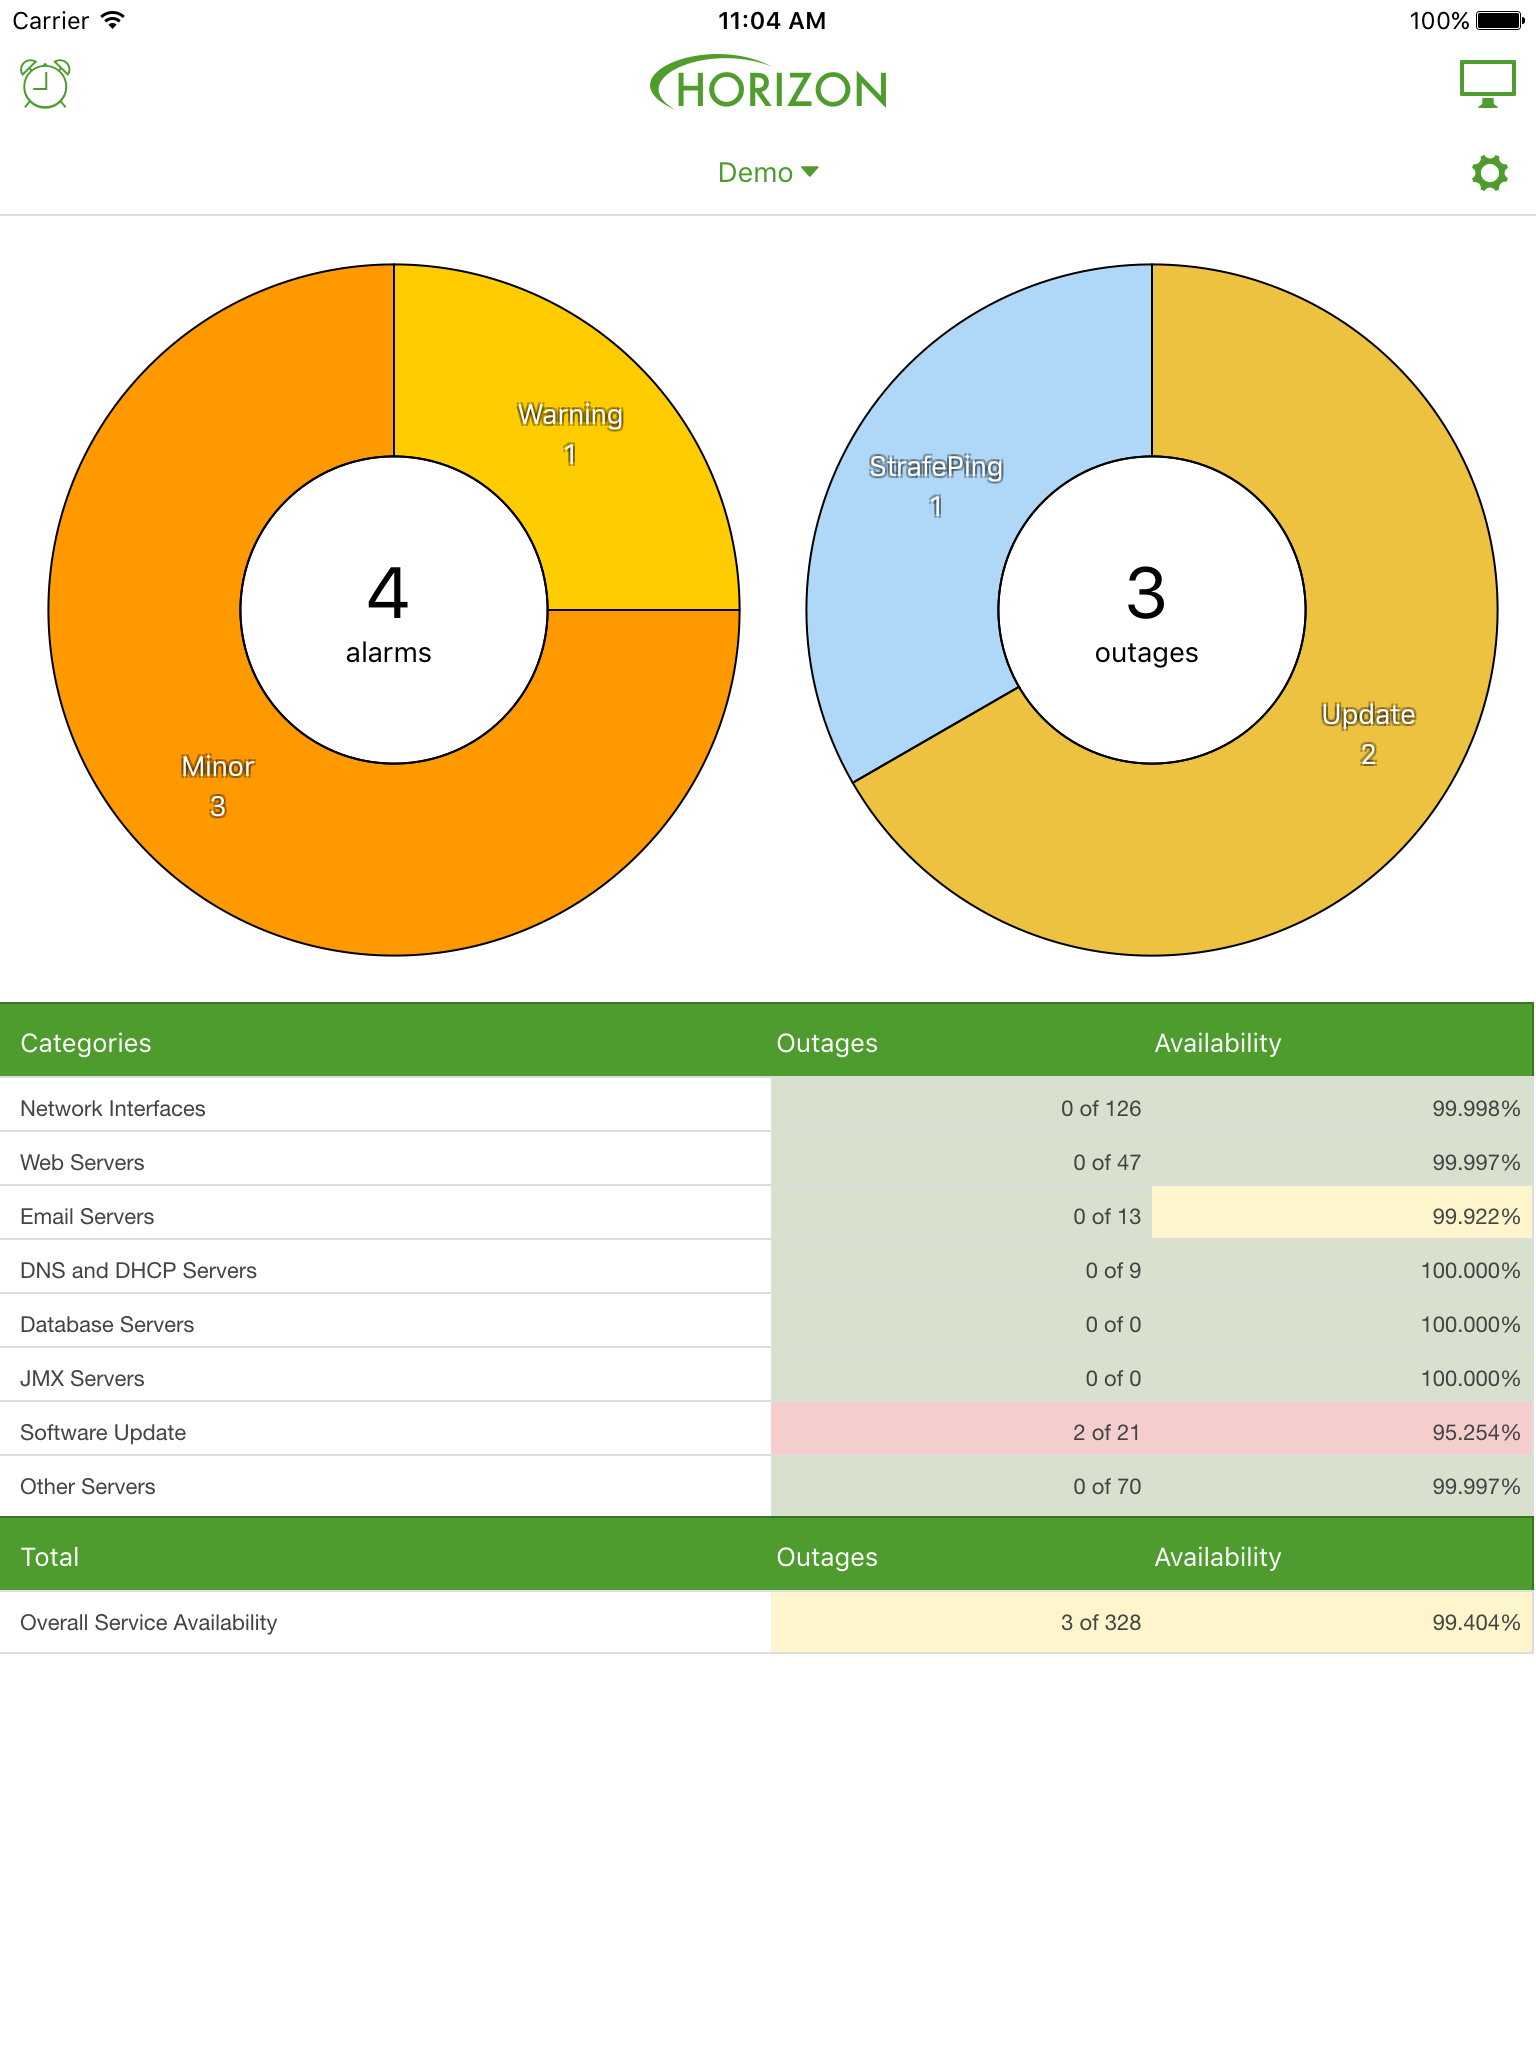 Carrier 11:04 AM 100%
HORIZON
Demo
Warning
1
StrafePing
1
4
alarms
3
outages
Update
2
Minor
3
Categories Outages Availability
Network Interfaces 0 of 126 99.998%
Web Servers 0 of 47 99.997%
Email Servers 0 of 13 99.922%
DNS and DHCP Servers 0 of 9 100.000%
Database Servers 0 of 0 100.000%
JMX Servers 0 of 0 100.000%
Software Update 2 of 21 95.254%
Other Servers 0 of 70 99.997%
Total Outages Availability
Overall Service Availability 3 of 328 99.404%